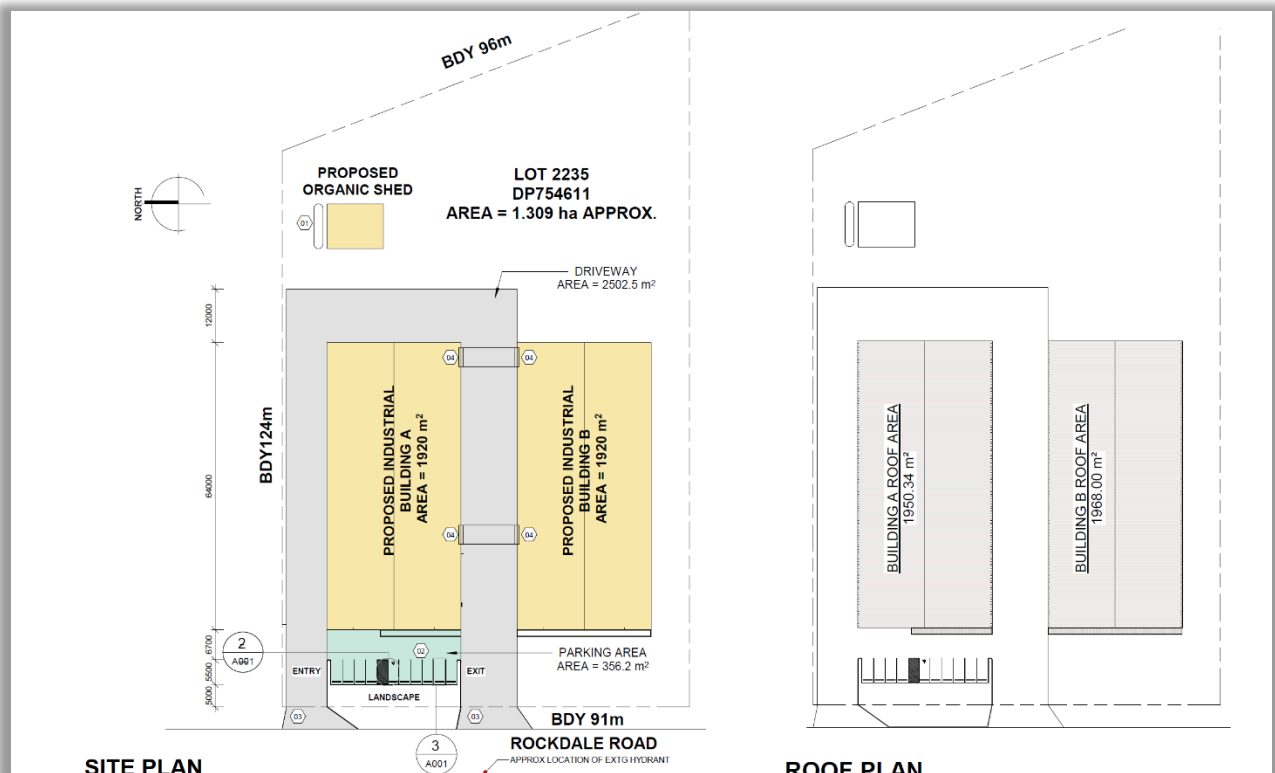 BDY 96m
PROPOSED
ORGANIC SHED
LOT 2235
DP754611
AREA = 1.309 ha APPROX.
NORTH
01
DRIVEWAY
AREA = 2502.5 m²
12000
04
04
BDY124m
64000
PROPOSED INDUSTRIAL
BUILDING A
AREA = 1920 m²
PROPOSED INDUSTRIAL
BUILDING B
AREA = 1920 m²
04
04
2
A001
6700
5500
5000
02
PARKING AREA
AREA = 356.2 m²
ENTRY
EXIT
LANDSCAPE
03
03
BDY 91m
3
A001
ROCKDALE ROAD
APPROX LOCATION OF EXTG HYDRANT
SITE PLAN
BUILDING A ROOF AREA
1950.34 m²
BUILDING B ROOF AREA
1968.00 m²
ROOF PLAN